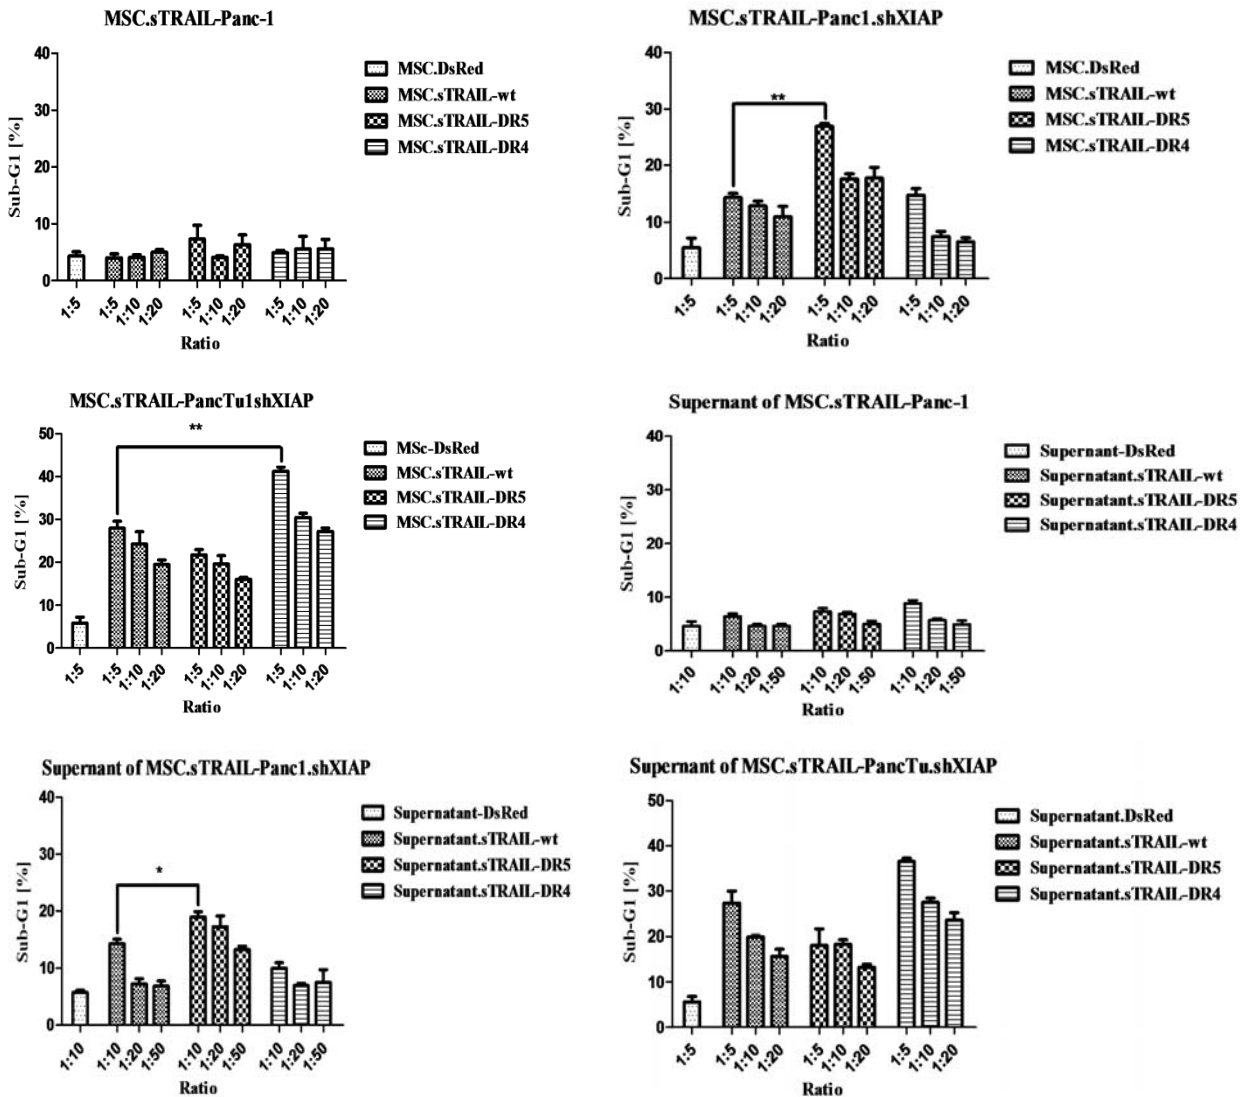 MSC.sTRAIL-Panc-1
40
30
20
10
0
Sub-G1 [%]
1:5 1:5 1:10 1:20 1:5 1:10 1:20 1:5 1:10 1:20
Ratio
MSC.DsRed
MSC.sTRAIL-wt
MSC.sTRAIL-DR5
MSC.sTRAIL-DR4
MSC.sTRAIL-Panc1.shXIAP
40
30
20
10
0
Sub-G1 [%]
**
1:5 1:5 1:10 1:20 1:5 1:10 1:20 1:5 1:10 1:20
Ratio
MSC.DsRed
MSC.sTRAIL-wt
MSC.sTRAIL-DR5
MSC.sTRAIL-DR4
MSC.sTRAIL-PancTu1shXIAP
50
40
30
20
10
0
Sub-G1 [%]
**
1:5 1:5 1:10 1:20 1:5 1:10 1:20 1:5 1:10 1:20
Ratio
MSc-DsRed
MSC.sTRAIL-wt
MSC.sTRAIL-DR5
MSC.sTRAIL-DR4
Supernant of MSC.sTRAIL-Panc-1
40
30
20
10
0
Sub-G1 [%]
1:10 1:10 1:20 1:50 1:10 1:20 1:50 1:10 1:20 1:50
Ratio
Supernant-DsRed
Supernatant.sTRAIL-wt
Supernatant.sTRAIL-DR5
Supernatant.sTRAIL-DR4
Supernant of MSC.sTRAIL-Panc1.shXIAP
40
30
20
10
0
Sub-G1 [%]
*
1:10 1:10 1:20 1:50 1:10 1:20 1:50 1:10 1:20 1:50
Ratio
Supernatant-DsRed
Supernatant.sTRAIL-wt
Supernatant.sTRAIL-DR5
Supernatant.sTRAIL-DR4
Supernant of MSC.sTRAIL-PancTu.shXIAP
50
40
30
20
10
0
Sub-G1 [%]
1:5 1:5 1:10 1:20 1:5 1:10 1:20 1:5 1:10 1:20
Ratio
Supernatant.DsRed
Supernatant.sTRAIL-wt
Supernatant.sTRAIL-DR5
Supernatant.sTRAIL-DR4